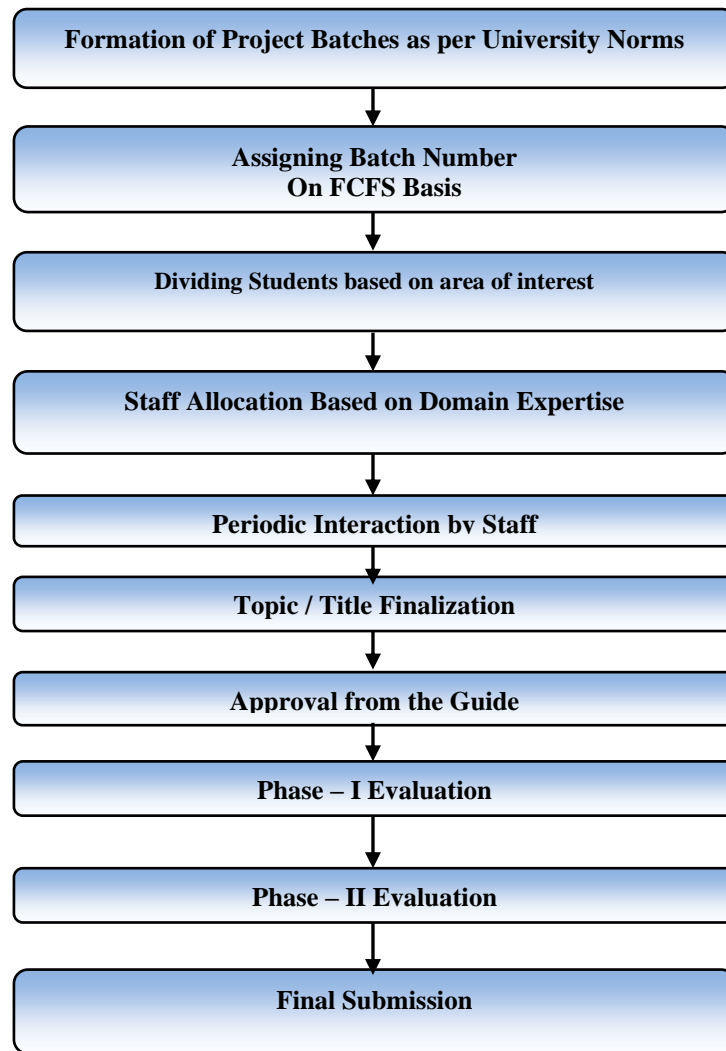 Formation of Project Batches as per University Norms
Assigning Batch Number
On FCFS Basis
Dividing Students based on area of interest
Staff Allocation Based on Domain Expertise
Periodic Interaction by Staff
Topic / Title Finalization
Approval from the Guide
Phase – I Evaluation
Phase – II Evaluation
Final Submission